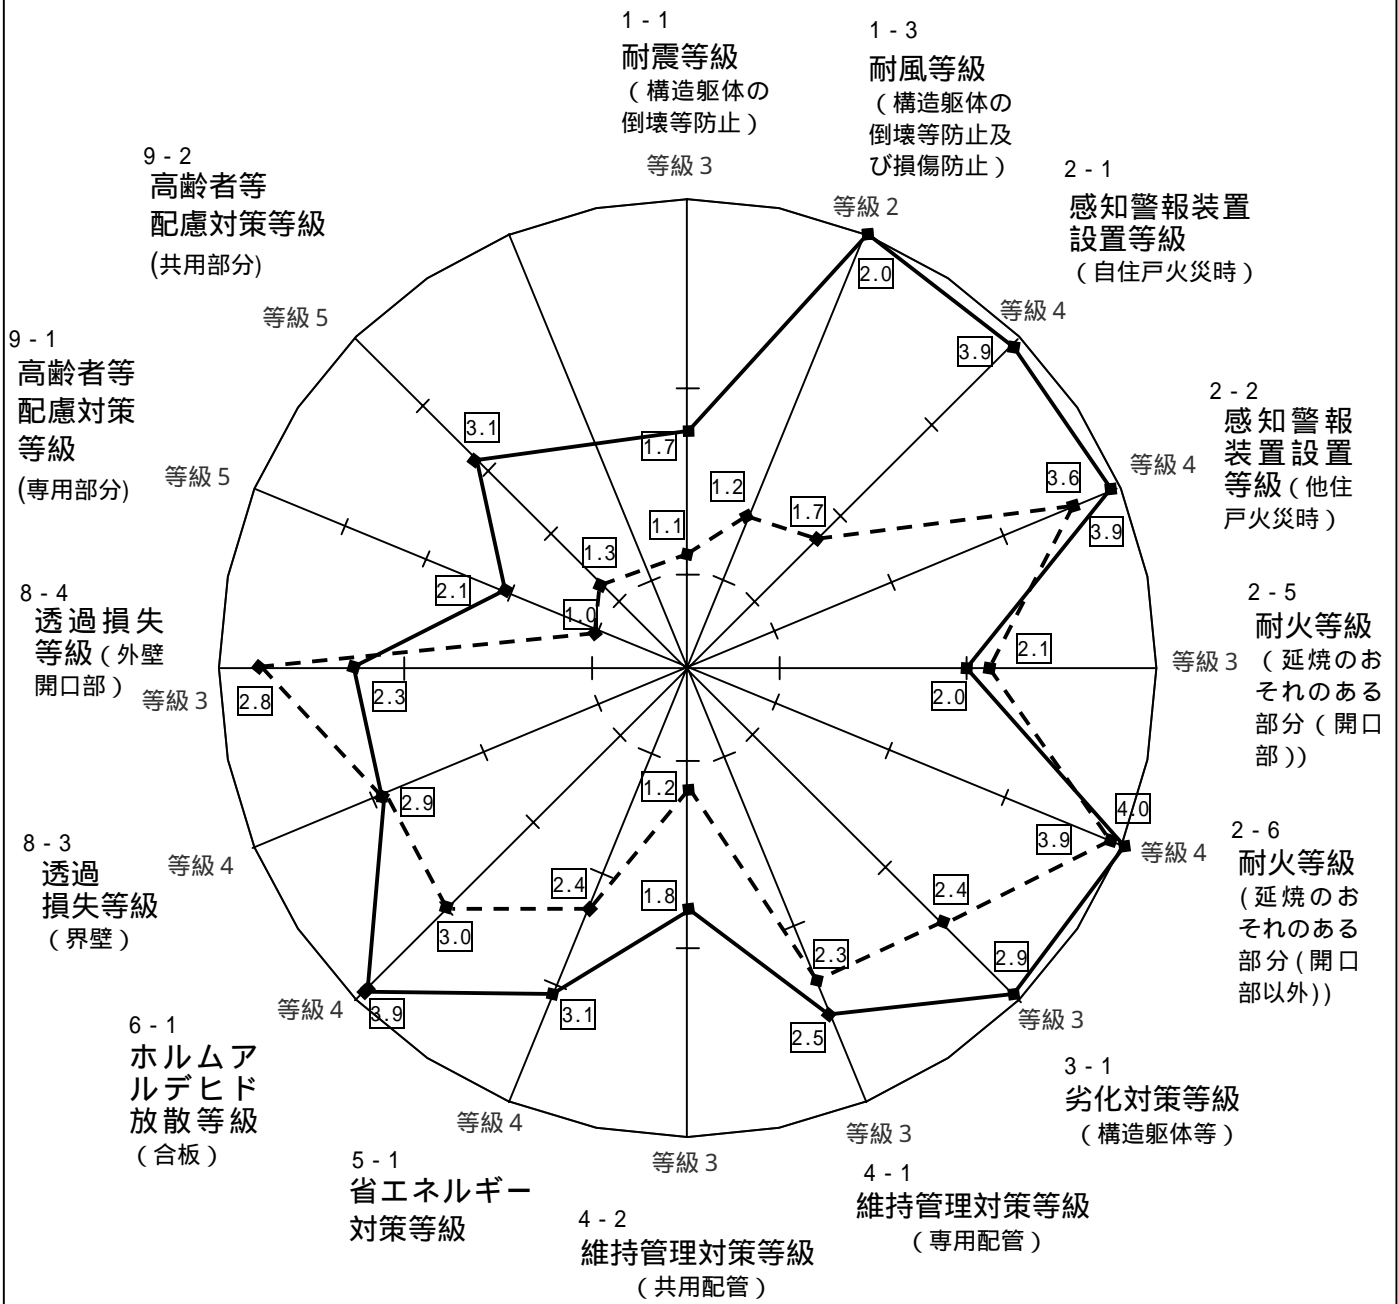 1 - 1
耐震等級
（構造躯体の
倒壊等防止）
等級 3
1 - 3
耐風等級
（構造躯体の
倒壊等防止及
び損傷防止）
等級 2
2 - 1
感知警報装置
設置等級
（自住戸火災時）
等級 4
2 - 2
感知警報
装置設置
等級（他住
戸火災時）
等級 4
2 - 5
耐火等級
（延焼のお
それのある
部分（開口
部））
等級 3
2 - 6
耐火等級
(延焼のお
それのある
部分(開口
部以外))
等級 4
3 - 1
劣化対策等級
（構造躯体等）
等級 3
4 - 1
維持管理対策等級
（専用配管）
等級 3
4 - 2
維持管理対策等級
（共用配管）
等級 3
5 - 1
省エネルギー
対策等級
等級 4
6 - 1
ホルムア
ルデヒド
放散等級
（合板）
等級 4
8 - 3
透過
損失等級
（界壁）
等級 4
8 - 4
透過損失
等級（外壁
開口部）
等級 3
9 - 1
高齢者等
配慮対策
等級
(専用部分)
等級 5
9 - 2
高齢者等
配慮対策等級
(共用部分)
等級 5
2.0
3.9
3.6
3.9
2.1
2.0
4.0
3.9
2.4
2.9
2.3
2.5
1.2
1.8
2.4
3.1
3.0
3.9
2.9
2.3
2.8
2.1
1.0
3.1
1.3
1.7
1.1
1.2
1.7